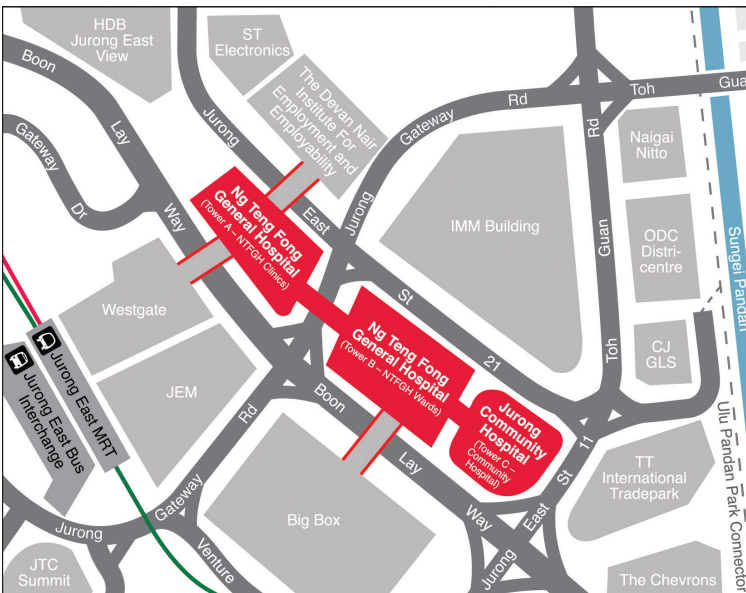 HDB
Jurong East
View
ST
Electronics
The Devan Nair
Institute For
Employment and
Employability
Boon
Lay
Way
Gateway
Dr
Jurong
East
St
21
Jurong
Gateway
Rd
Toh
Gua
Rd
Guan
Toh
Naigai
Nitto
ODC
Distri-
centre
CJ
GLS
Sungei Pandan
Ulu Pandan Park Connector
IMM Building
Ng Teng Fong
General Hospital
(Tower A – NTFGH Clinics)
Ng Teng Fong
General Hospital
(Tower B – NTFGH Wards)
Jurong
Community
Hospital
(Tower C –
Community
Hospital)
Westgate
JEM
Jurong East MRT
Jurong East Bus
Interchange
Rd
Gateway
Jurong
Venture
JTC
Summit
Big Box
Boon
Lay
Way
Jurong
East
St
11
TT
International
Tradepark
The Chevrons